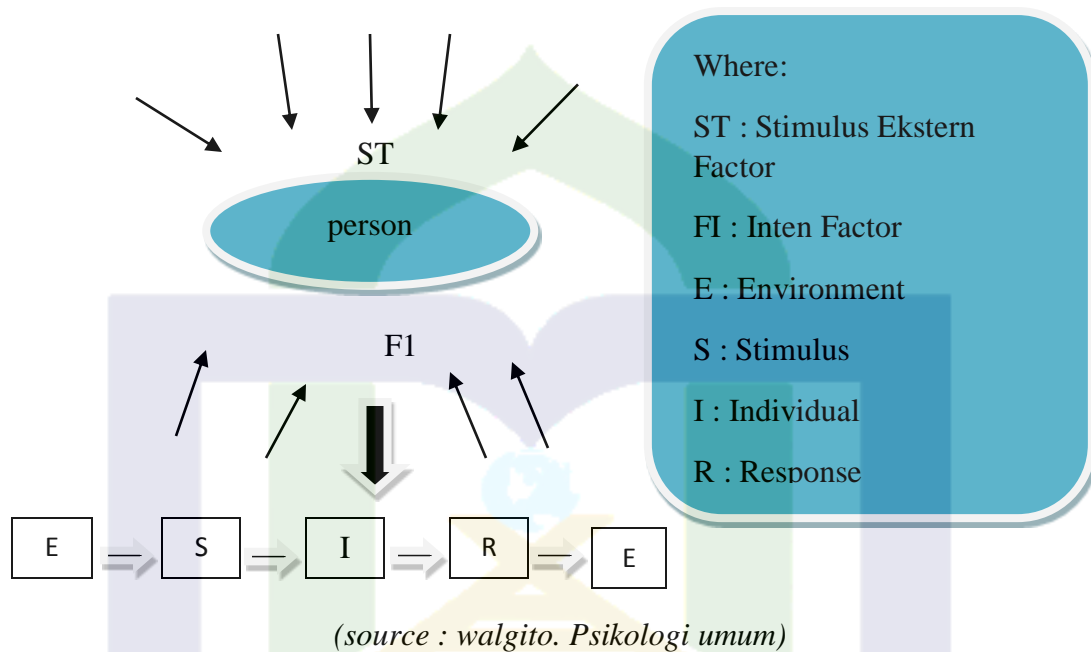 ST
person
F1
E
S
I
R
E
Where:
ST : Stimulus Ekstern
Factor
FI : Inten Factor
E : Environment
S : Stimulus
I : Individual
R : Response
(source : walgito. Psikologi umum)